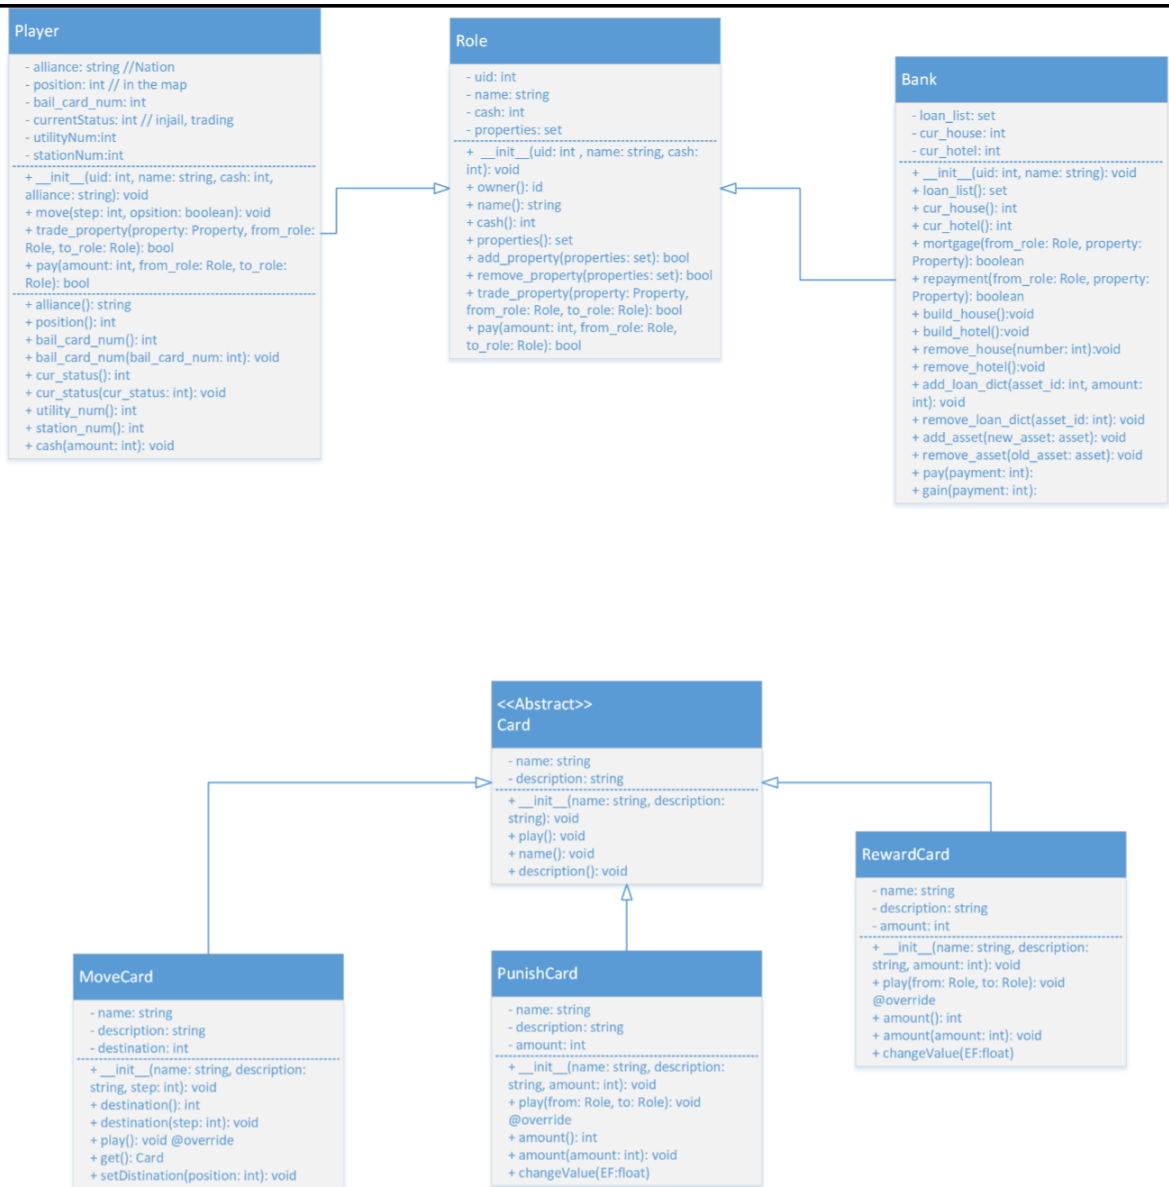 Player
- alliance: string //Nation
- position: int // in the map
- bail_card_num: int
- currentStatus: int // injail, trading
- utilityNum:int
- stationNum:int
+ __init__(uid: int, name: string, cash: int,
alliance: string): void
+ move(step: int, opsition: boolean): void
+ trade_property(property: Property, from_role:
Role, to_role: Role): bool
+ pay(amount: int, from_role: Role, to_role:
Role): bool
+ alliance(): string
+ position(): int
+ bail_card_num(): int
+ bail_card_num(bail_card_num: int): void
+ cur_status(): int
+ cur_status(cur_status: int): void
+ utility_num(): int
+ station_num(): int
+ cash(amount: int): void
Role
- uid: int
- name: string
- cash: int
- properties: set
+ __init__(uid: int , name: string, cash:
int): void
+ owner(): id
+ name(): string
+ cash(): int
+ properties(): set
+ add_property(properties: set): bool
+ remove_property(properties: set): bool
+ trade_property(property: Property,
from_role: Role, to_role: Role): bool
+ pay(amount: int, from_role: Role,
to_role: Role): bool
Bank
- loan_list: set
- cur_house: int
- cur_hotel: int
+ __init__(uid: int, name: string): void
+ loan_list(): set
+ cur_house(): int
+ cur_hotel(): int
+ mortgage(from_role: Role, property:
Property): boolean
+ repayment(from_role: Role, property:
Property): boolean
+ build_house():void
+ build_hotel():void
+ remove_house(number: int):void
+ remove_hotel():void
+ add_loan_dict(asset_id: int, amount:
int): void
+ remove_loan_dict(asset_id: int): void
+ add_asset(new_asset: asset): void
+ remove_asset(old_asset: asset): void
+ pay(payment: int):
+ gain(payment: int):
<<Abstract>>
Card
- name: string
- description: string
+ __init__(name: string, description:
string): void
+ play(): void
+ name(): void
+ description(): void
MoveCard
- name: string
- description: string
- destination: int
+ __init__(name: string, description:
string, step: int): void
+ destination(): int
+ destination(step: int): void
+ play(): void @override
+ get(): Card
+ setDistination(position: int): void
PunishCard
- name: string
- description: string
- amount: int
+ __init__(name: string, description:
string, amount: int): void
+ play(from: Role, to: Role): void
@override
+ amount(): int
+ amount(amount: int): void
+ changeValue(EF:float)
RewardCard
- name: string
- description: string
- amount: int
+ __init__(name: string, description:
string, amount: int): void
+ play(from: Role, to: Role): void
@override
+ amount(): int
+ amount(amount: int): void
+ changeValue(EF:float)